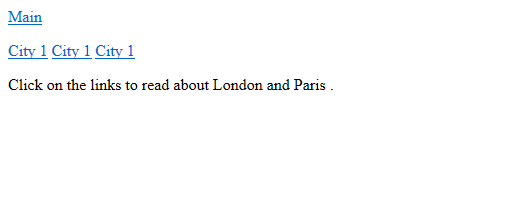 Main
City 1 City 1 City 1
Click on the links to read about London and Paris .